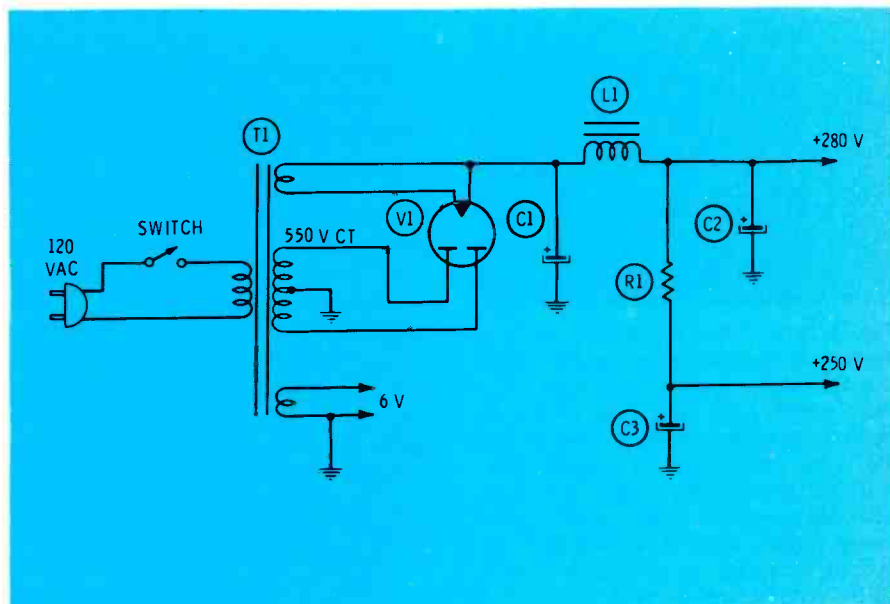 L1
T1
+280 V
SWITCH
V1
C1
C2
550 V CT
120
VAC
R1
+250 V
6 V
C3